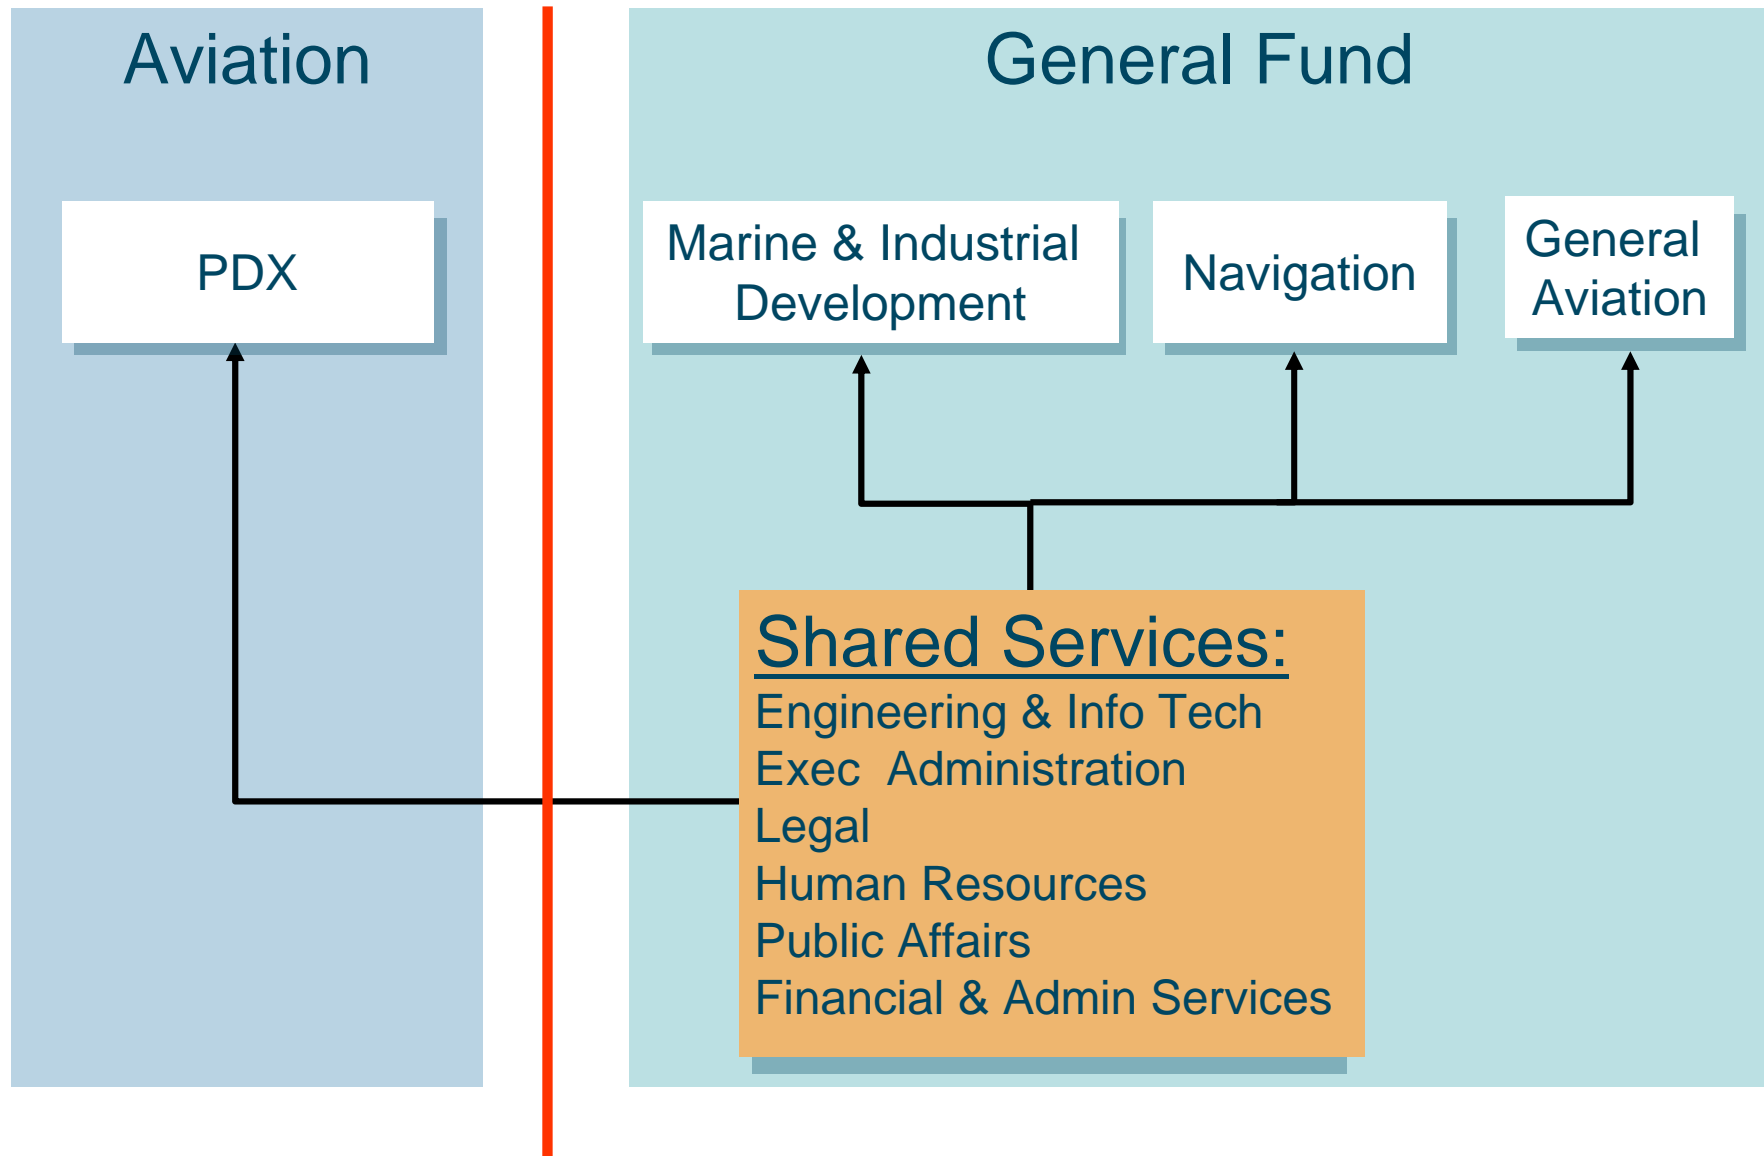 Aviation
General Fund
PDX
Marine & Industrial
Development
Navigation
General
Aviation
Shared Services:
Engineering & Info Tech
Exec  Administration
Legal
Human Resources
Public Affairs
Financial & Admin Services